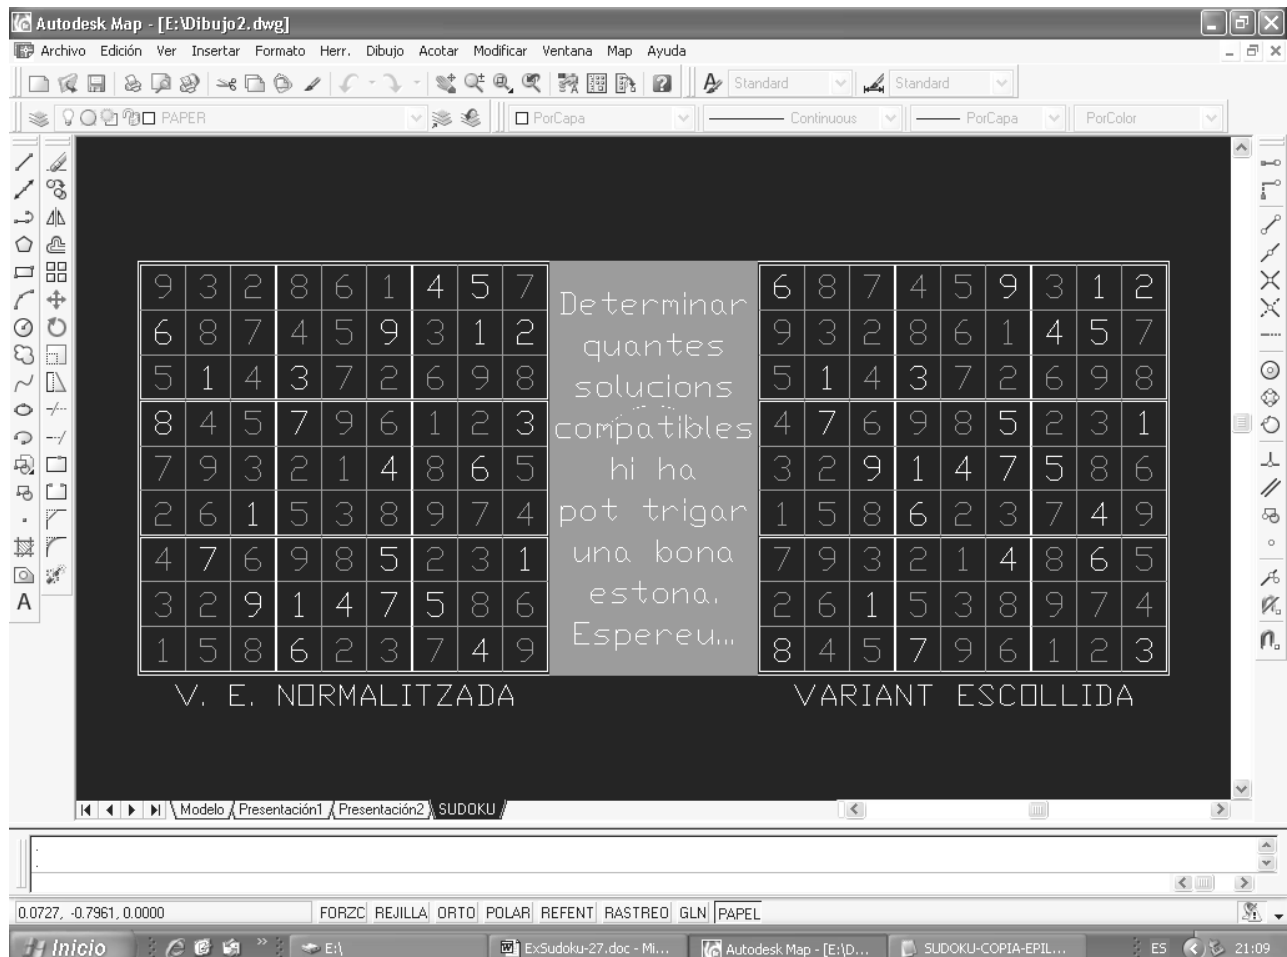 Autodesk Map - [E:\Dibujo2.dwg]
Archivo Edición Ver Insertar Formato Herr. Dibujo Acotar Modificar Ventana Map Ayuda
Standard Standard
PAPER PorCapa Continuous PorCapa PorColor
9 3 2 8 6 1 4 5 7
6 8 7 4 5 9 3 1 2
5 1 4 3 7 2 6 9 8
8 4 5 7 9 6 1 2 3
7 9 3 2 1 4 8 6 5
2 6 1 5 3 8 9 7 4
4 7 6 9 8 5 2 3 1
3 2 9 1 4 7 5 8 6
1 5 8 6 2 3 7 4 9
V. E. NORMALITZADA
Determinar
quantes
solucions
compatibles
hi ha
pot trigar
una bona
estona.
Espereu...
6 8 7 4 5 9 3 1 2
9 3 2 8 6 1 4 5 7
5 1 4 3 7 2 6 9 8
4 7 6 9 8 5 2 3 1
3 2 9 1 4 7 5 8 6
1 5 8 6 2 3 7 4 9
7 9 3 2 1 4 8 6 5
2 6 1 5 3 8 9 7 4
8 4 5 7 9 6 1 2 3
VARIANT ESCOLLIDA
Modelo Presentación1 Presentación2 SUDOKU
0.0727, -0.7961, 0.0000 FORZC REJILLA ORTO POLAR REFENT RASTREO GLN PAPEL
Inicio E:\ ExSudoku-27.doc - Mi... Autodesk Map - [E:\D... SUDOKU-COPIA-EPIL... ES 21:09